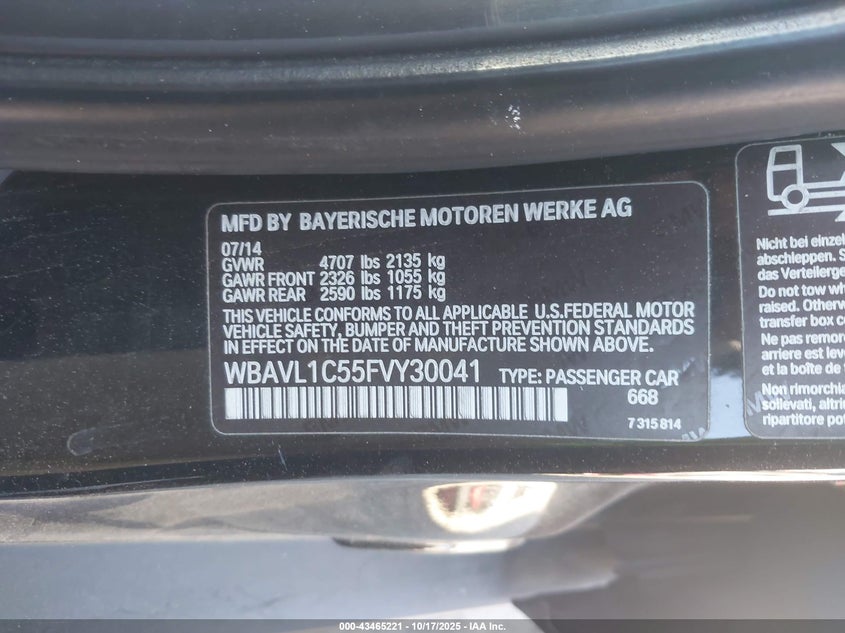 MFD BY BAYERISCHE MOTOREN WERKE AG
07/14
GVWR 4707 lbs 2135 kg
GAWR FRONT 2326 lbs 1055 kg
GAWR REAR 2590 lbs 1175 kg
THIS VEHICLE CONFORMS TO ALL APPLICABLE U.S.FEDERAL MOTOR
VEHICLE SAFETY, BUMPER AND THEFT PREVENTION STANDARDS
IN EFFECT ON THE DATE OF MANUFACTURE SHOWN ABOVE.
WBAVL1C55FVY30041 TYPE: PASSENGER CAR
668
7 315 814
Nicht bei
abschleppen.
das
Do not tow
raised.
transfer box
Ne pas
arriere est
la boîte de
Non
sollevati,
ripartitore
000-43465221 | 10/17/2025 | IAA Inc.